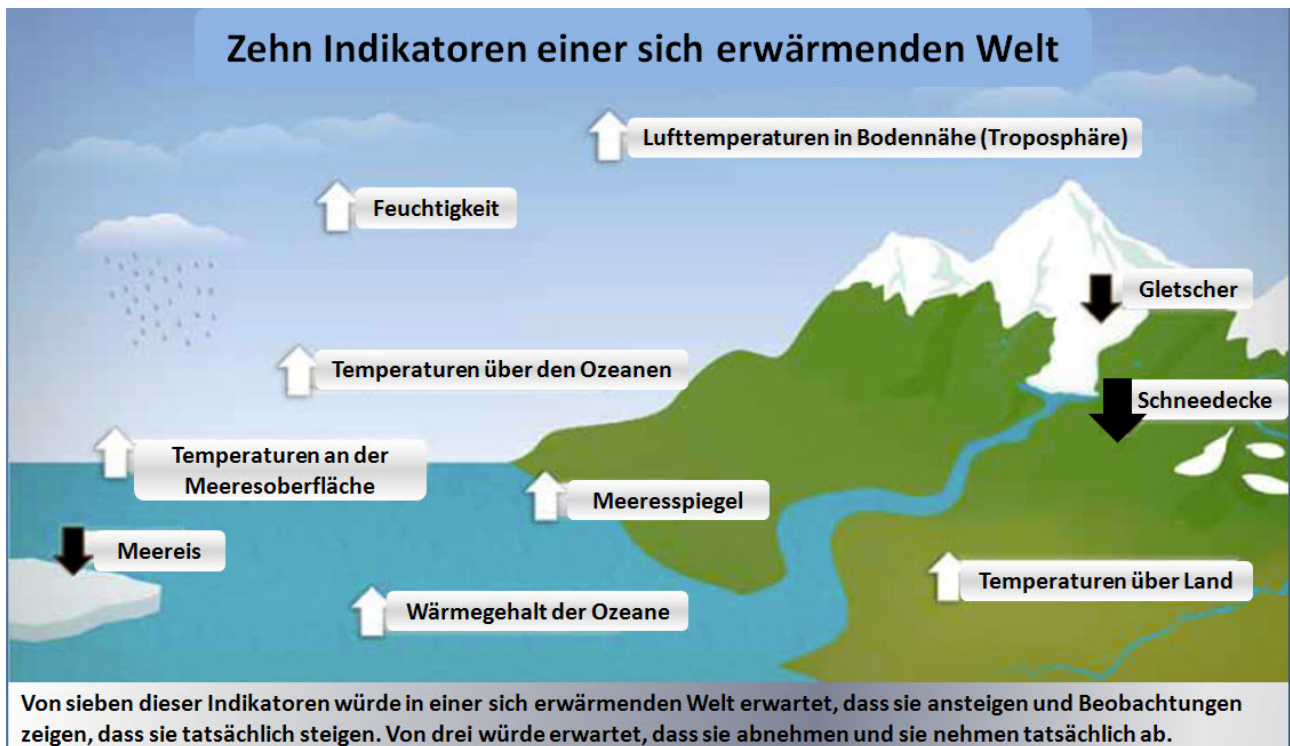 Zehn Indikatoren einer sich erwärmenden Welt
Lufttemperaturen in Bodennähe (Troposphäre)
Feuchtigkeit
Gletscher
Temperaturen über den Ozeanen
Schneedecke
Temperaturen an der
Meeresoberfläche
Meeresspiegel
Meereis
Temperaturen über Land
Wärmegehalt der Ozeane
Von sieben dieser Indikatoren würde in einer sich erwärmenden Welt erwartet, dass sie ansteigen und Beobachtungen
zeigen, dass sie tatsächlich steigen. Von drei würde erwartet, dass sie abnehmen und sie nehmen tatsächlich ab.